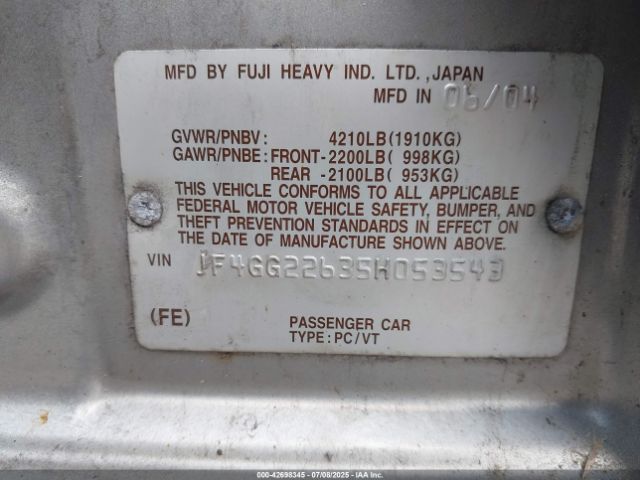 MFD BY FUJI HEAVY IND. LTD. ,JAPAN
MFD IN 06/04
GVWR/PNBV: 4210LB(1910KG)
GAWR/PNBE: FRONT-2200LB( 998KG)
REAR -2100LB( 953KG)
THIS VEHICLE CONFORMS TO ALL APPLICABLE
FEDERAL MOTOR VEHICLE SAFETY, BUMPER, AND
THEFT PREVENTION STANDARDS IN EFFECT ON
THE DATE OF MANUFACTURE SHOWN ABOVE.
VIN JF4GG22635H053543
(FE) PASSENGER CAR
TYPE: PC/VT
000-42698345 - 07/08/2025 - IAA Inc.